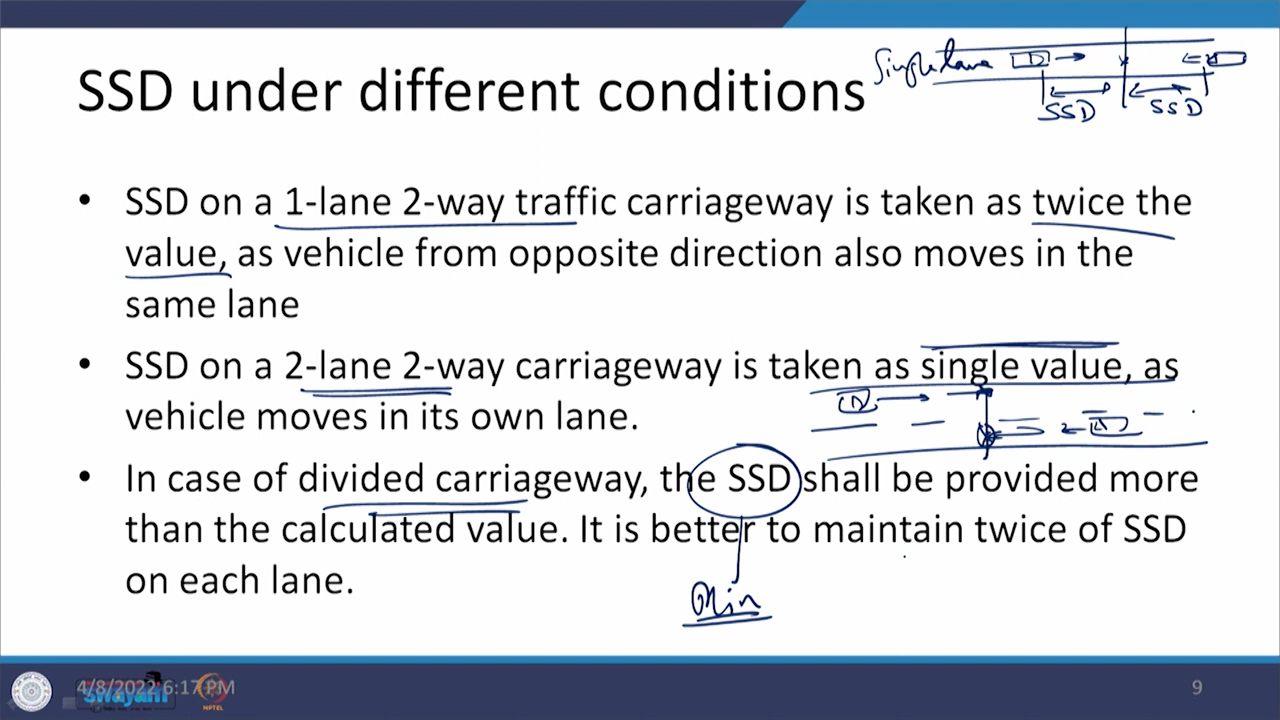 Single lane
SSD SSD
SSD under different conditions
• SSD on a 1-lane 2-way traffic carriageway is taken as twice the
value, as vehicle from opposite direction also moves in the
same lane
• SSD on a 2-lane 2-way carriageway is taken as single value, as
vehicle moves in its own lane.
• In case of divided carriageway, the SSD shall be provided more
than the calculated value. It is better to maintain twice of SSD
on each lane.
Min
4/8/2022 6:17 PM
swayam
NPTEL
9